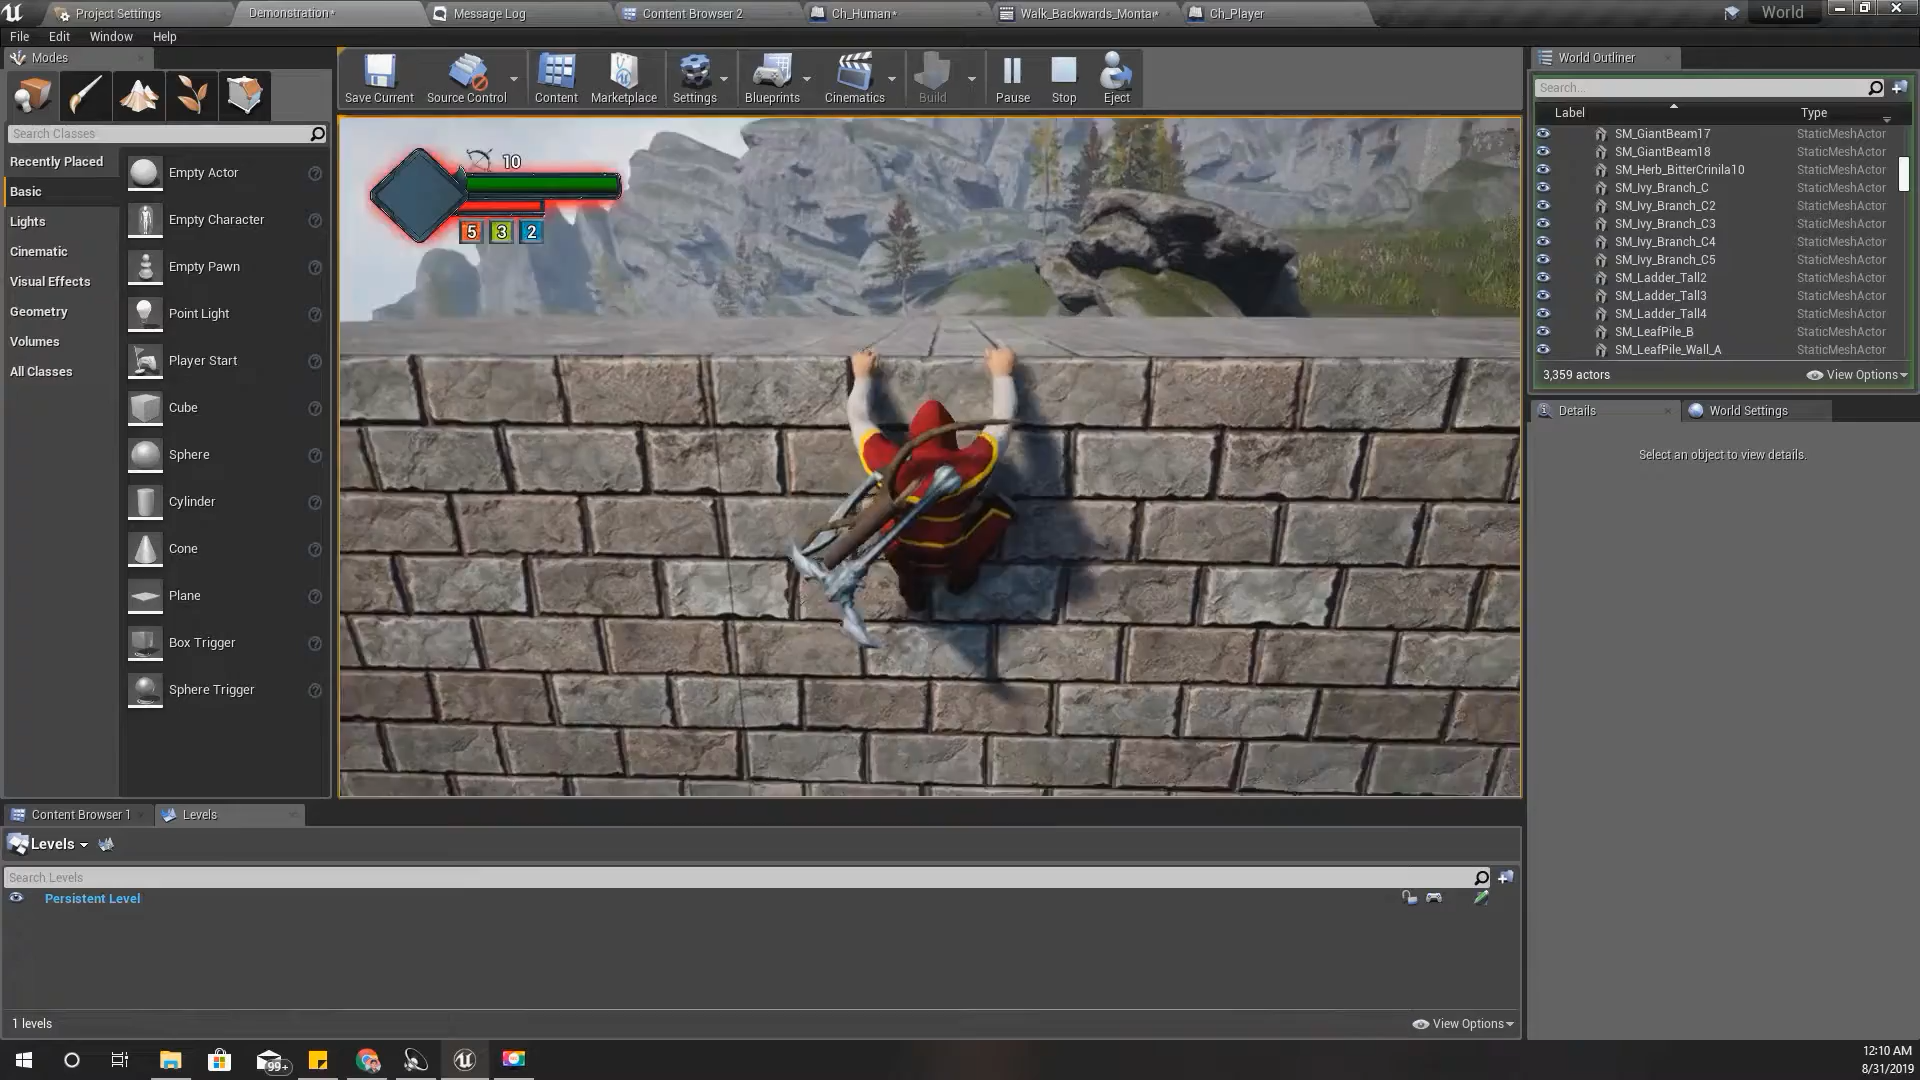 Project Settings
Demonstration*
Message Log
Content Browser 2
Ch_Human*
Walk_Backwards_Monta*
Ch_Player
World
File Edit Window Help
Modes
Save Current
Source Control
Content
Marketplace
Settings
Blueprints
Cinematics
Build
Pause
Stop
Eject
Search Classes
Recently Placed
Basic
Lights
Cinematic
Visual Effects
Geometry
Volumes
All Classes
Empty Actor
Empty Character
Empty Pawn
Point Light
Player Start
Cube
Sphere
Cylinder
Cone
Plane
Box Trigger
Sphere Trigger
10
5 3 2
World Outliner
Search...
Label Type
SM_GiantBeam17 StaticMeshActor
SM_GiantBeam18 StaticMeshActor
SM_Herb_BitterCrinila10 StaticMeshActor
SM_Ivy_Branch_C StaticMeshActor
SM_Ivy_Branch_C2 StaticMeshActor
SM_Ivy_Branch_C3 StaticMeshActor
SM_Ivy_Branch_C4 StaticMeshActor
SM_Ivy_Branch_C5 StaticMeshActor
SM_Ladder_Tall2 StaticMeshActor
SM_Ladder_Tall3 StaticMeshActor
SM_Ladder_Tall4 StaticMeshActor
SM_LeafPile_B StaticMeshActor
SM_LeafPile_Wall_A StaticMeshActor
3,359 actors View Options
Details World Settings
Select an object to view details.
Content Browser 1 Levels
Levels
Search Levels
Persistent Level
1 levels View Options
99+
12:10 AM
8/31/2019